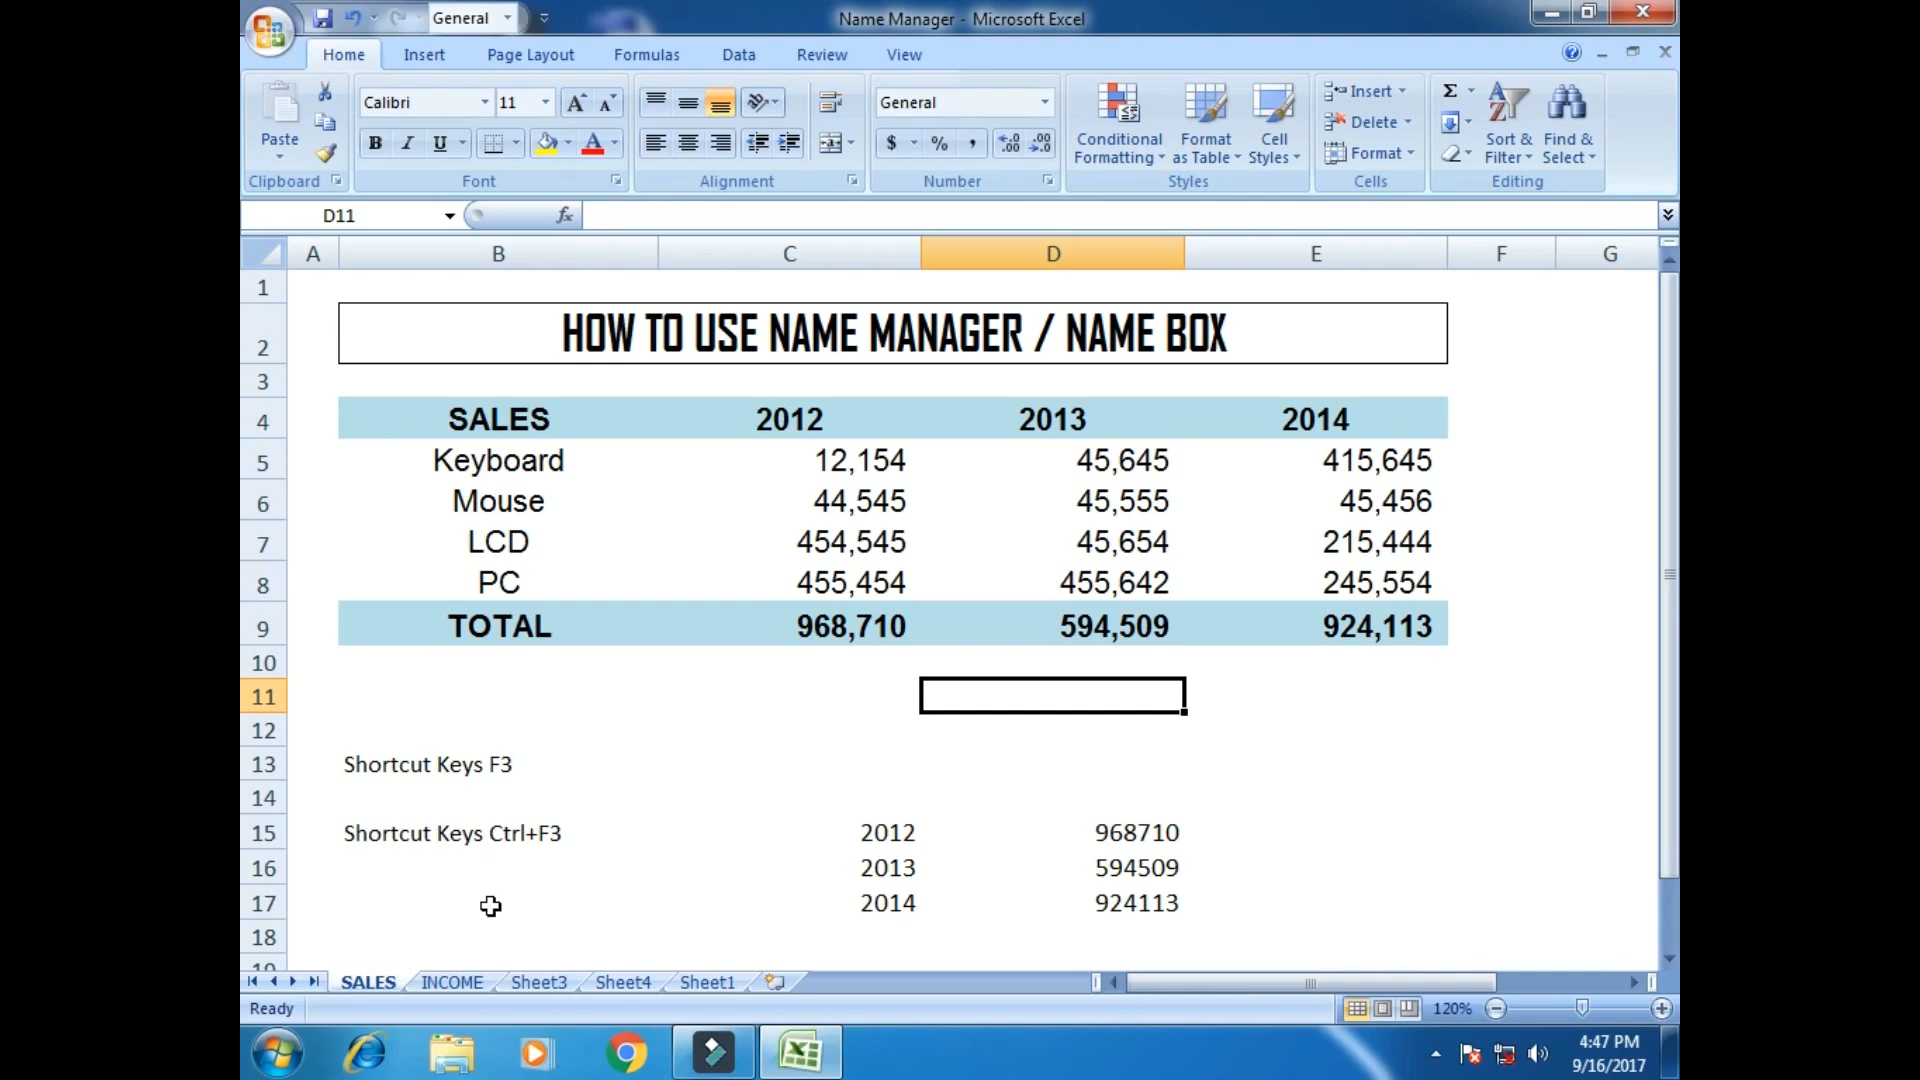 General
Name Manager - Microsoft Excel
Home Insert Page Layout Formulas Data Review View
Paste
Clipboard
Calibri 11
B I U A
Font
Alignment
General
$ % ,
Number
Conditional Formatting
Format as Table
Cell Styles
Styles
Insert
Delete
Format
Cells
Σ
Sort & Filter
Find & Select
Editing
D11 fx
A B C D E F G
1
2 HOW TO USE NAME MANAGER / NAME BOX
3
4 SALES 2012 2013 2014
5 Keyboard 12,154 45,645 415,645
6 Mouse 44,545 45,555 45,456
7 LCD 454,545 45,654 215,444
8 PC 455,454 455,642 245,554
9 TOTAL 968,710 594,509 924,113
10
11
12
13 Shortcut Keys F3
14
15 Shortcut Keys Ctrl+F3 2012 968710
16 2013 594509
17 2014 924113
18
SALES INCOME Sheet3 Sheet4 Sheet1
Ready 120%
4:47 PM
9/16/2017